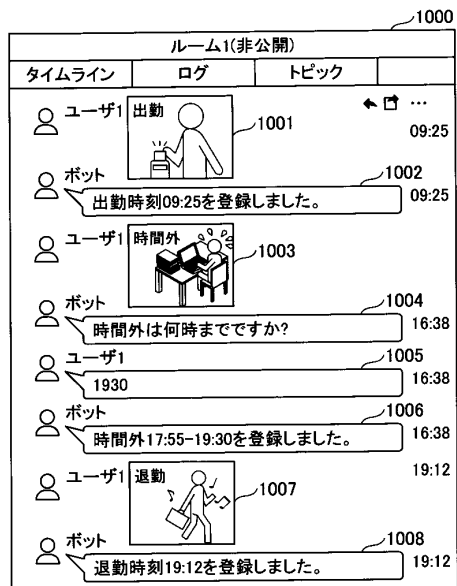 1000
ルーム1(非公開)
タイムライン ログ トピック
ユーザ1 出勤 1001 … 09:25
ボット 1002
出勤時刻09:25を登録しました。 09:25
ユーザ1 時間外 1003
ボット 1004
時間外は何時までですか? 16:38
ユーザ1 1005
1930 16:38
ボット 1006
時間外17:55-19:30を登録しました。 16:38
ユーザ1 退勤 1007 19:12
ボット 1008
退勤時刻19:12を登録しました。 19:12